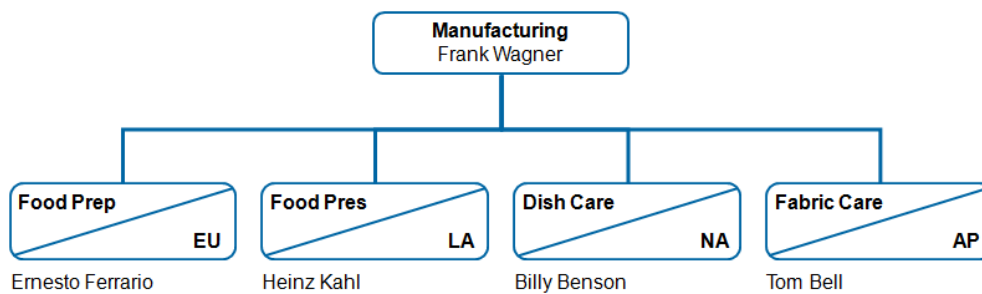 Manufacturing
Frank Wagner
Food Prep
EU
Ernesto Ferrario
Food Pres
LA
Heinz Kahl
Dish Care
NA
Billy Benson
Fabric Care
AP
Tom Bell